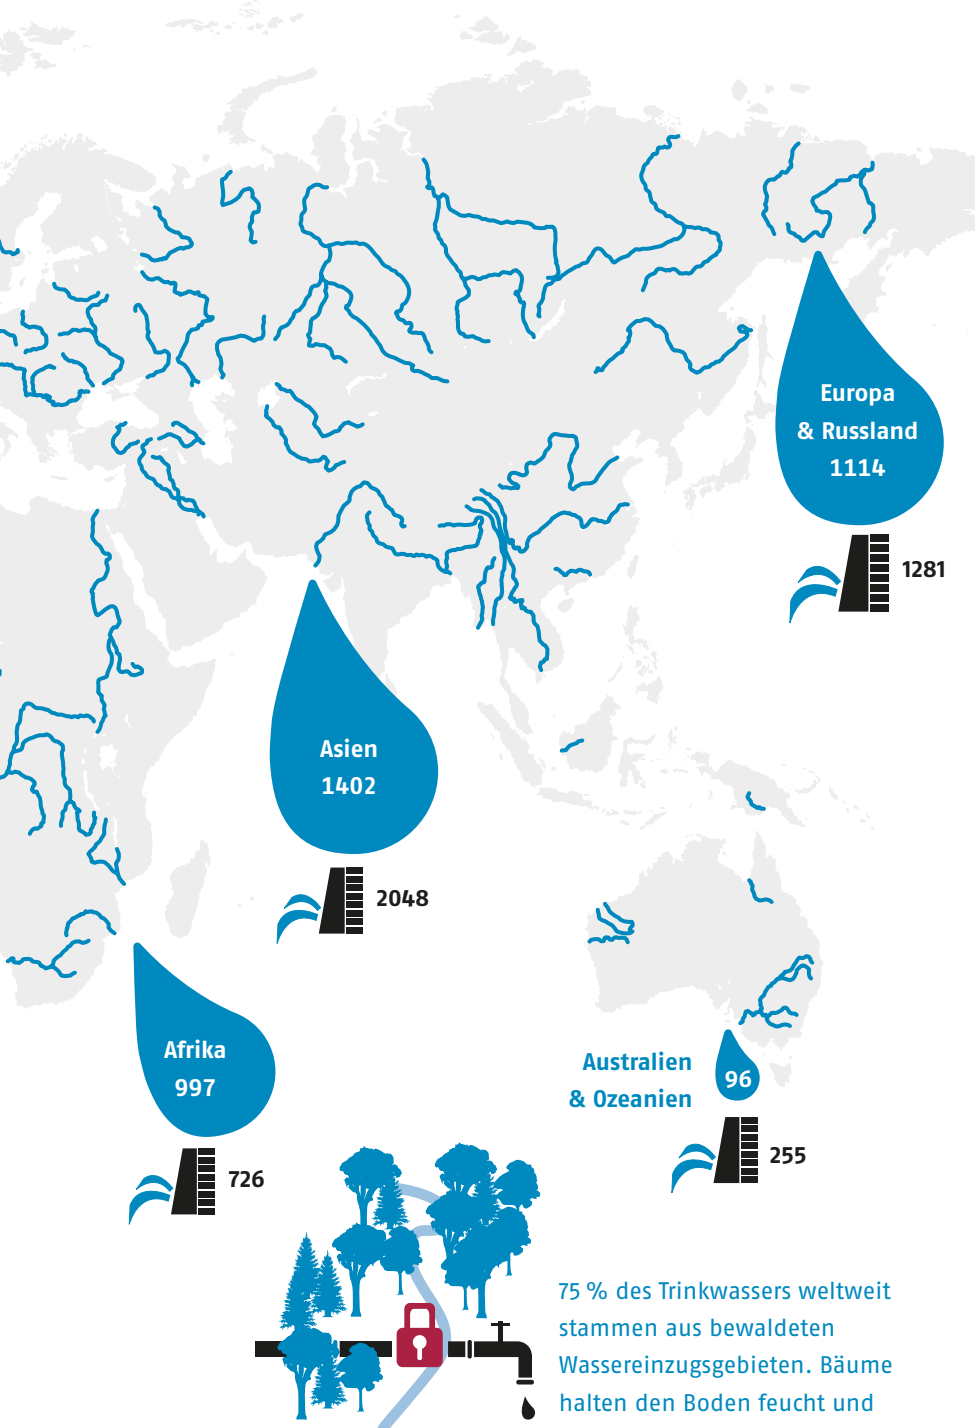 Europa
& Russland
1114
1281
Asien
1402
2048
Afrika
997
726
Australien
& Ozeanien
96
255
75 % des Trinkwassers weltweit
stammen aus bewaldeten
Wassereinzugsgebieten. Bäume
halten den Boden feucht und